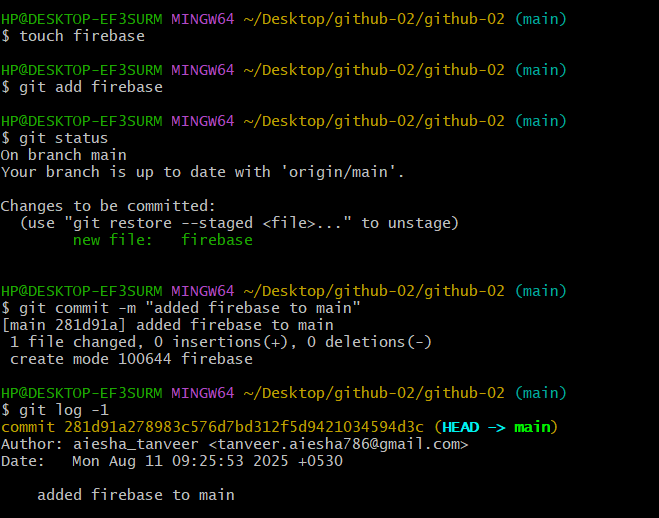 HP@DESKTOP-EF3SURM MINGW64 ~/Desktop/github-02/github-02 (main)
$ touch firebase
HP@DESKTOP-EF3SURM MINGW64 ~/Desktop/github-02/github-02 (main)
$ git add firebase
HP@DESKTOP-EF3SURM MINGW64 ~/Desktop/github-02/github-02 (main)
$ git status
On branch main
Your branch is up to date with 'origin/main'.
Changes to be committed:
  (use "git restore --staged <file>..." to unstage)
        new file:   firebase
HP@DESKTOP-EF3SURM MINGW64 ~/Desktop/github-02/github-02 (main)
$ git commit -m "added firebase to main"
[main 281d91a] added firebase to main
 1 file changed, 0 insertions(+), 0 deletions(-)
 create mode 100644 firebase
HP@DESKTOP-EF3SURM MINGW64 ~/Desktop/github-02/github-02 (main)
$ git log -1
commit 281d91a278983c576d7bd312f5d9421034594d3c (HEAD -> main)
Author: aiesha_tanveer <tanveer.aiesha786@gmail.com>
Date:   Mon Aug 11 09:25:53 2025 +0530
    added firebase to main